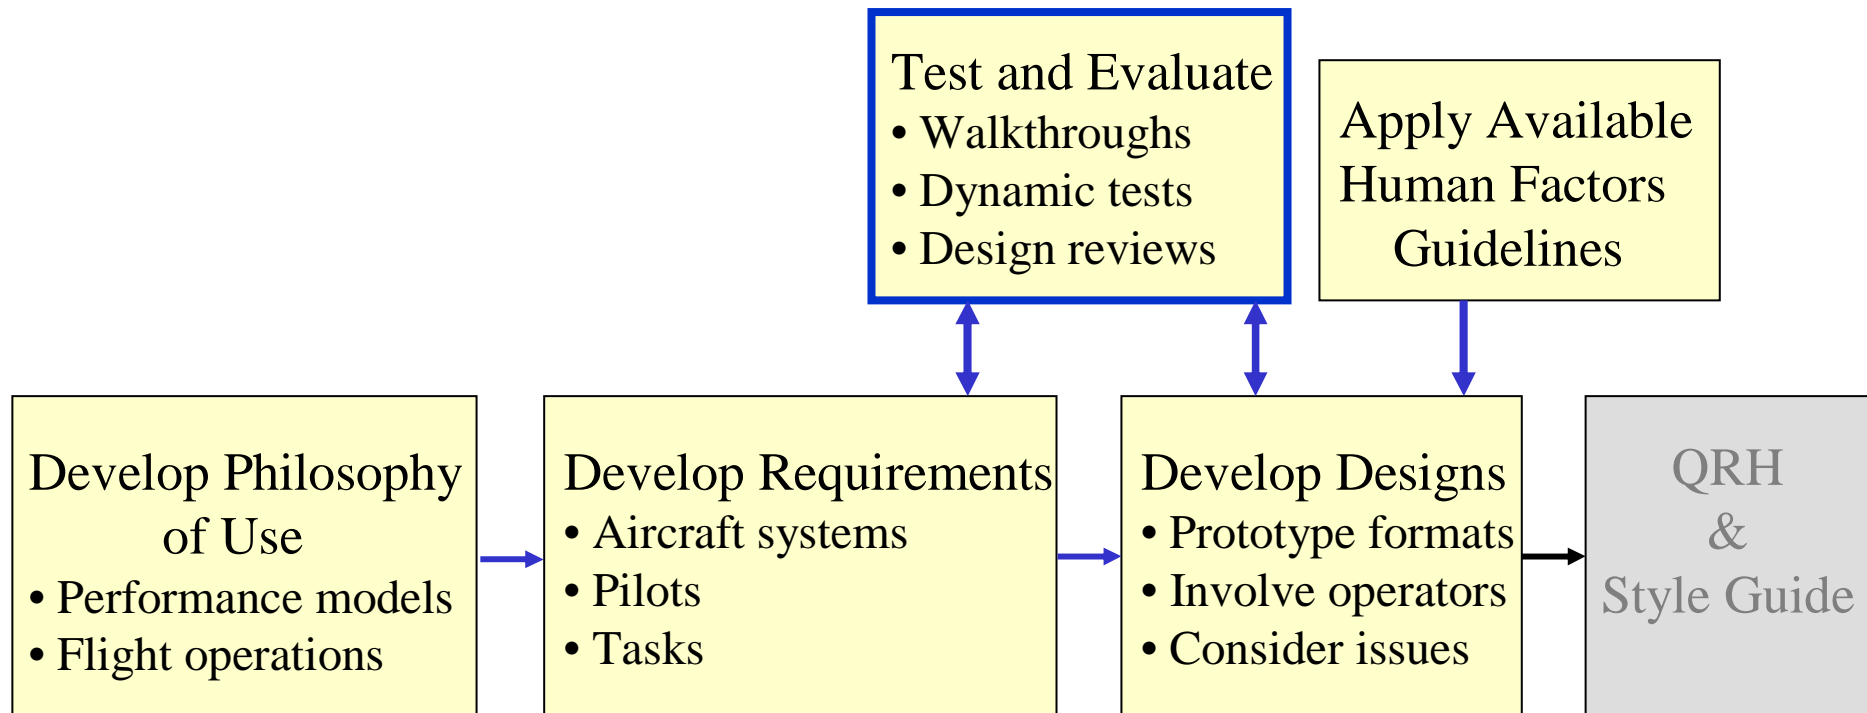 Test and Evaluate
• Walkthroughs
• Dynamic tests
• Design reviews
Apply Available
Human Factors
Guidelines
Develop Philosophy
of Use
• Performance models
• Flight operations
Develop Requirements
• Aircraft systems
• Pilots
• Tasks
Develop Designs
• Prototype formats
• Involve operators
• Consider issues
QRH
&
Style Guide